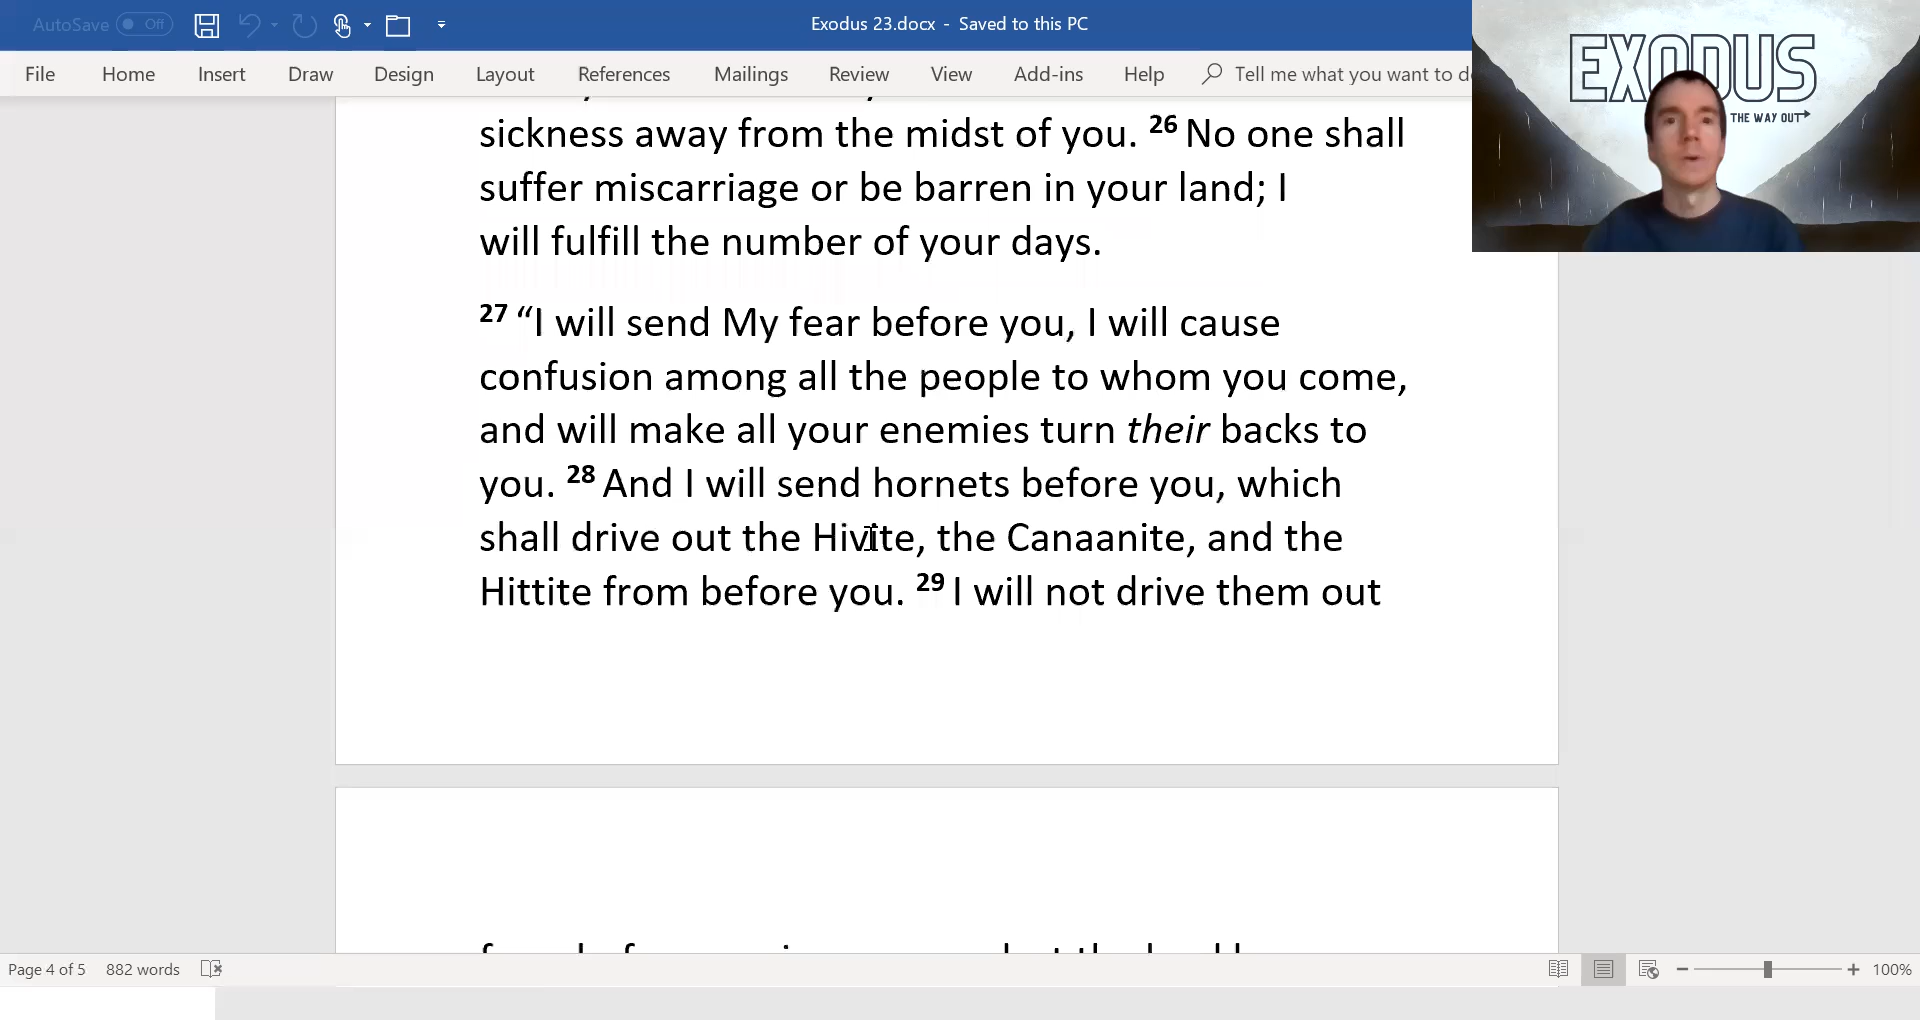 AutoSave Off
Exodus 23.docx - Saved to this PC
File Home Insert Draw Design Layout References Mailings Review View Add-ins Help Tell me what you want to d
EXODUS
THE WAY OUT
sickness away from the midst of you. 26 No one shall
suffer miscarriage or be barren in your land; I
will fulfill the number of your days.
27 “I will send My fear before you, I will cause
confusion among all the people to whom you come,
and will make all your enemies turn their backs to
you. 28 And I will send hornets before you, which
shall drive out the Hivite, the Canaanite, and the
Hittite from before you. 29 I will not drive them out
Page 4 of 5 882 words 100%